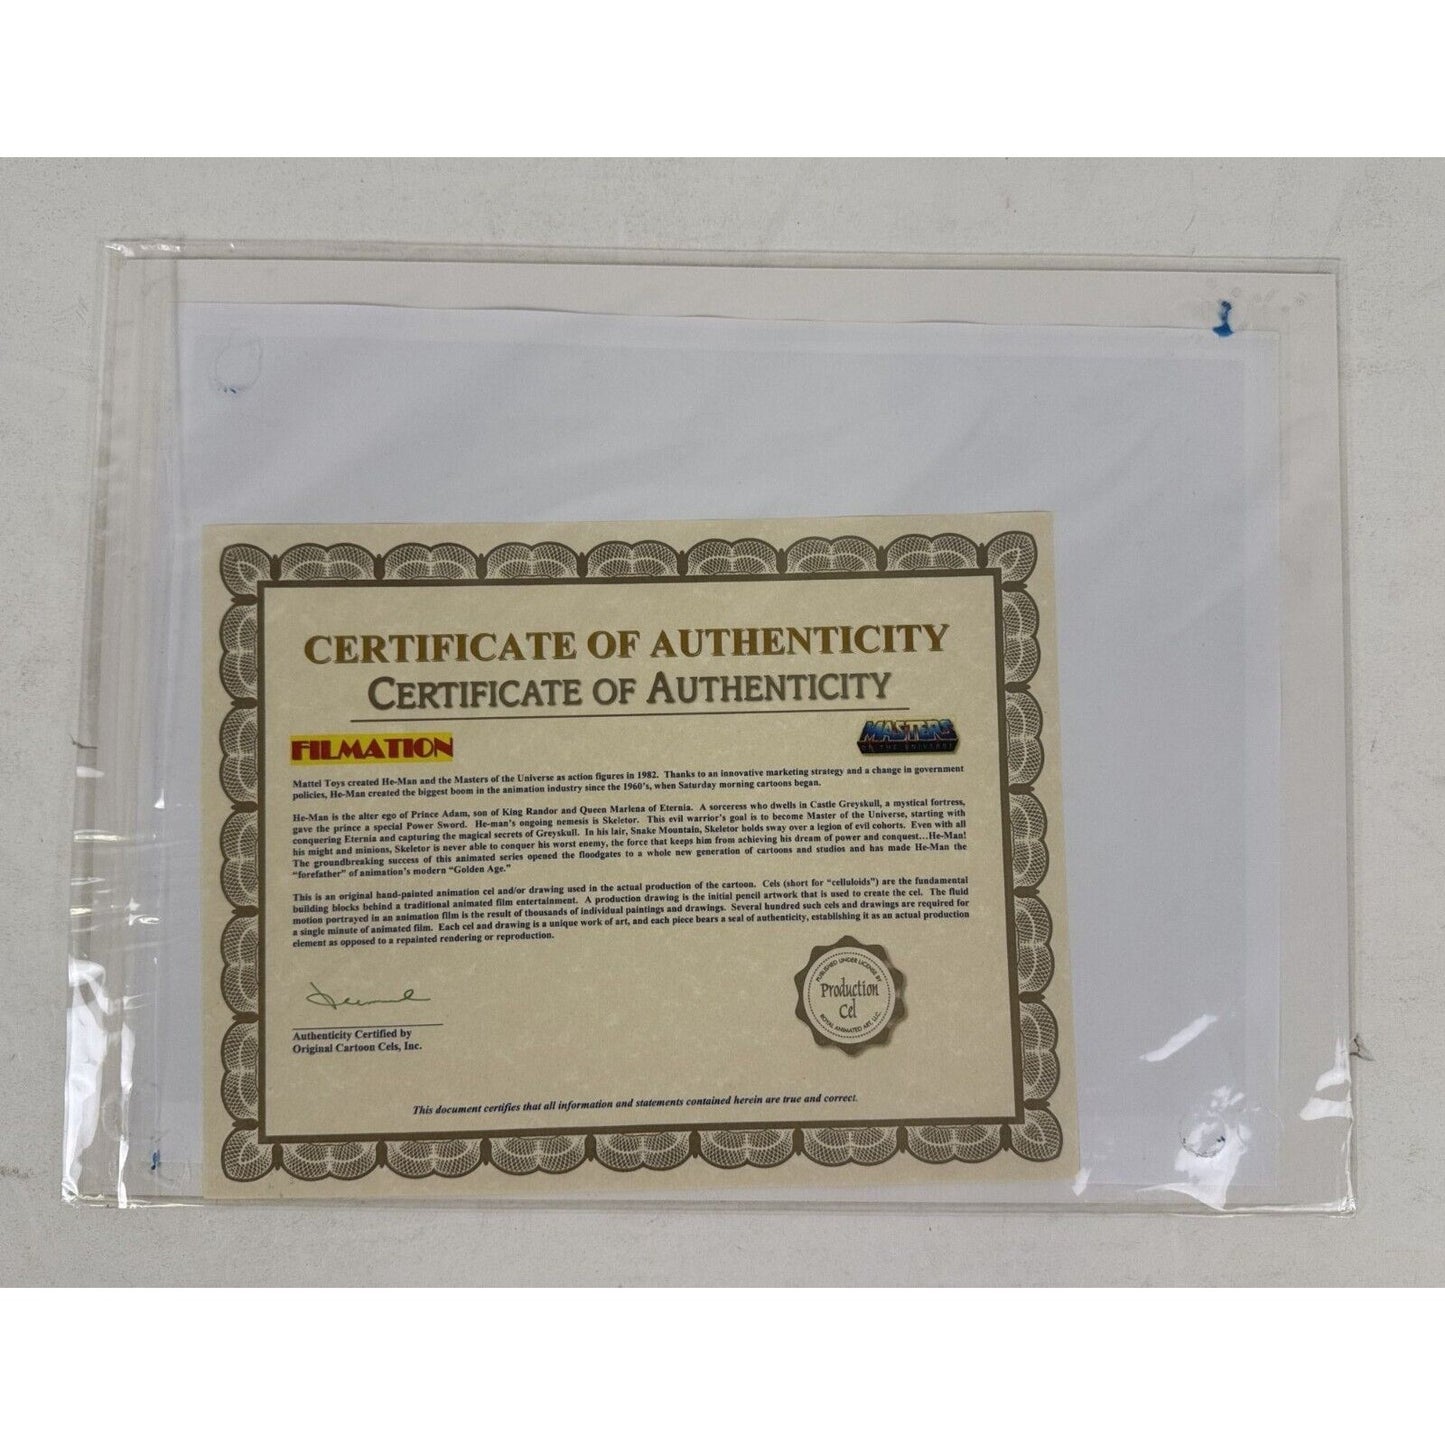 CERTIFICATE OF AUTHENTICITY
CERTIFICATE OF AUTHENTICITY
FILMATION
MASTERS
OF THE UNIVERSE
Mattel Toys created He-Man and the Masters of the Universe as action figures in 1982. Thanks to an innovative marketing strategy and a change in government
policies, He-Man created the biggest boom in the animation industry since the 1960's, when Saturday morning cartoons began.
He-Man is the alter ego of Prince Adam, son of King Randor and Queen Marlena of Eternia. A sorceress who dwells in Castle Greyskull, a mystical fortress,
gave the prince a special Power Sword. He-man's ongoing nemesis is Skeletor. This evil warrior's goal is to become Master of the Universe, starting with
conquering Eternia and capturing the magical secrets of Greyskull. In his lair, Snake Mountain, Skeletor holds sway over a legion of evil cohorts. Even with all
his might and minions, Skeletor is never able to conquer his worst enemy, the force that keeps him from achieving his dream of power and conquest...He-Man!
The groundbreaking success of this animated series opened the floodgates to a whole new generation of cartoons and studios and has made He-Man the
"forefather" of animation's modern "Golden Age."
This is an original hand-painted animation cel and/or drawing used in the actual production of the cartoon. Cels (short for "celluloids") are the fundamental
building blocks behind a traditional animated film entertainment. A production drawing is the initial pencil artwork that is used to create the cel. The fluid
motion portrayed in an animation film is the result of thousands of individual paintings and drawings. Several hundred such cels and drawings are required for
a single minute of animated film. Each cel and drawing is a unique work of art, and each piece bears a seal of authenticity, establishing it as an actual production
element as opposed to a repainted rendering or reproduction.
PUBLISHED UNDER LICENSE BY
Production
Cel
ROYAL ANIMATED ART, LLC.
Authenticity Certified by
Original Cartoon Cels, Inc.
This document certifies that all information and statements contained herein are true and correct.